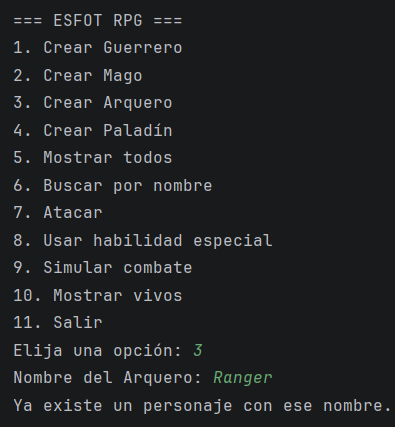 === ESFOT RPG ===
1. Crear Guerrero
2. Crear Mago
3. Crear Arquero
4. Crear Paladín
5. Mostrar todos
6. Buscar por nombre
7. Atacar
8. Usar habilidad especial
9. Simular combate
10. Mostrar vivos
11. Salir
Elija una opción: 3
Nombre del Arquero: Ranger
Ya existe un personaje con ese nombre.